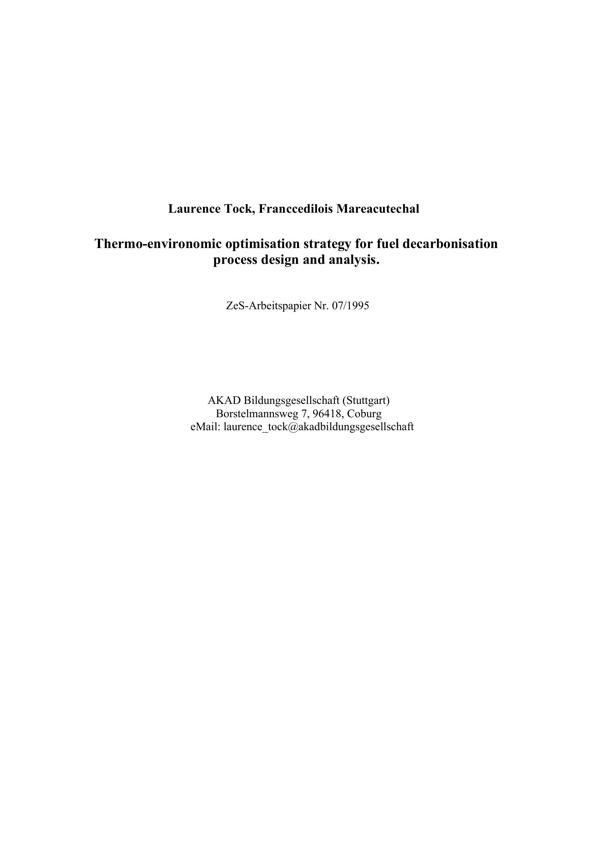 Laurence Tock, Franccedilois Mareacutechal
Thermo-environomic optimisation strategy for fuel decarbonisation
process design and analysis.
ZeS-Arbeitspapier Nr. 07/1995
AKAD Bildungsgesellschaft (Stuttgart)
Borstelmannsweg 7, 96418, Coburg
eMail: laurence_tock@akadbildungsgesellschaft